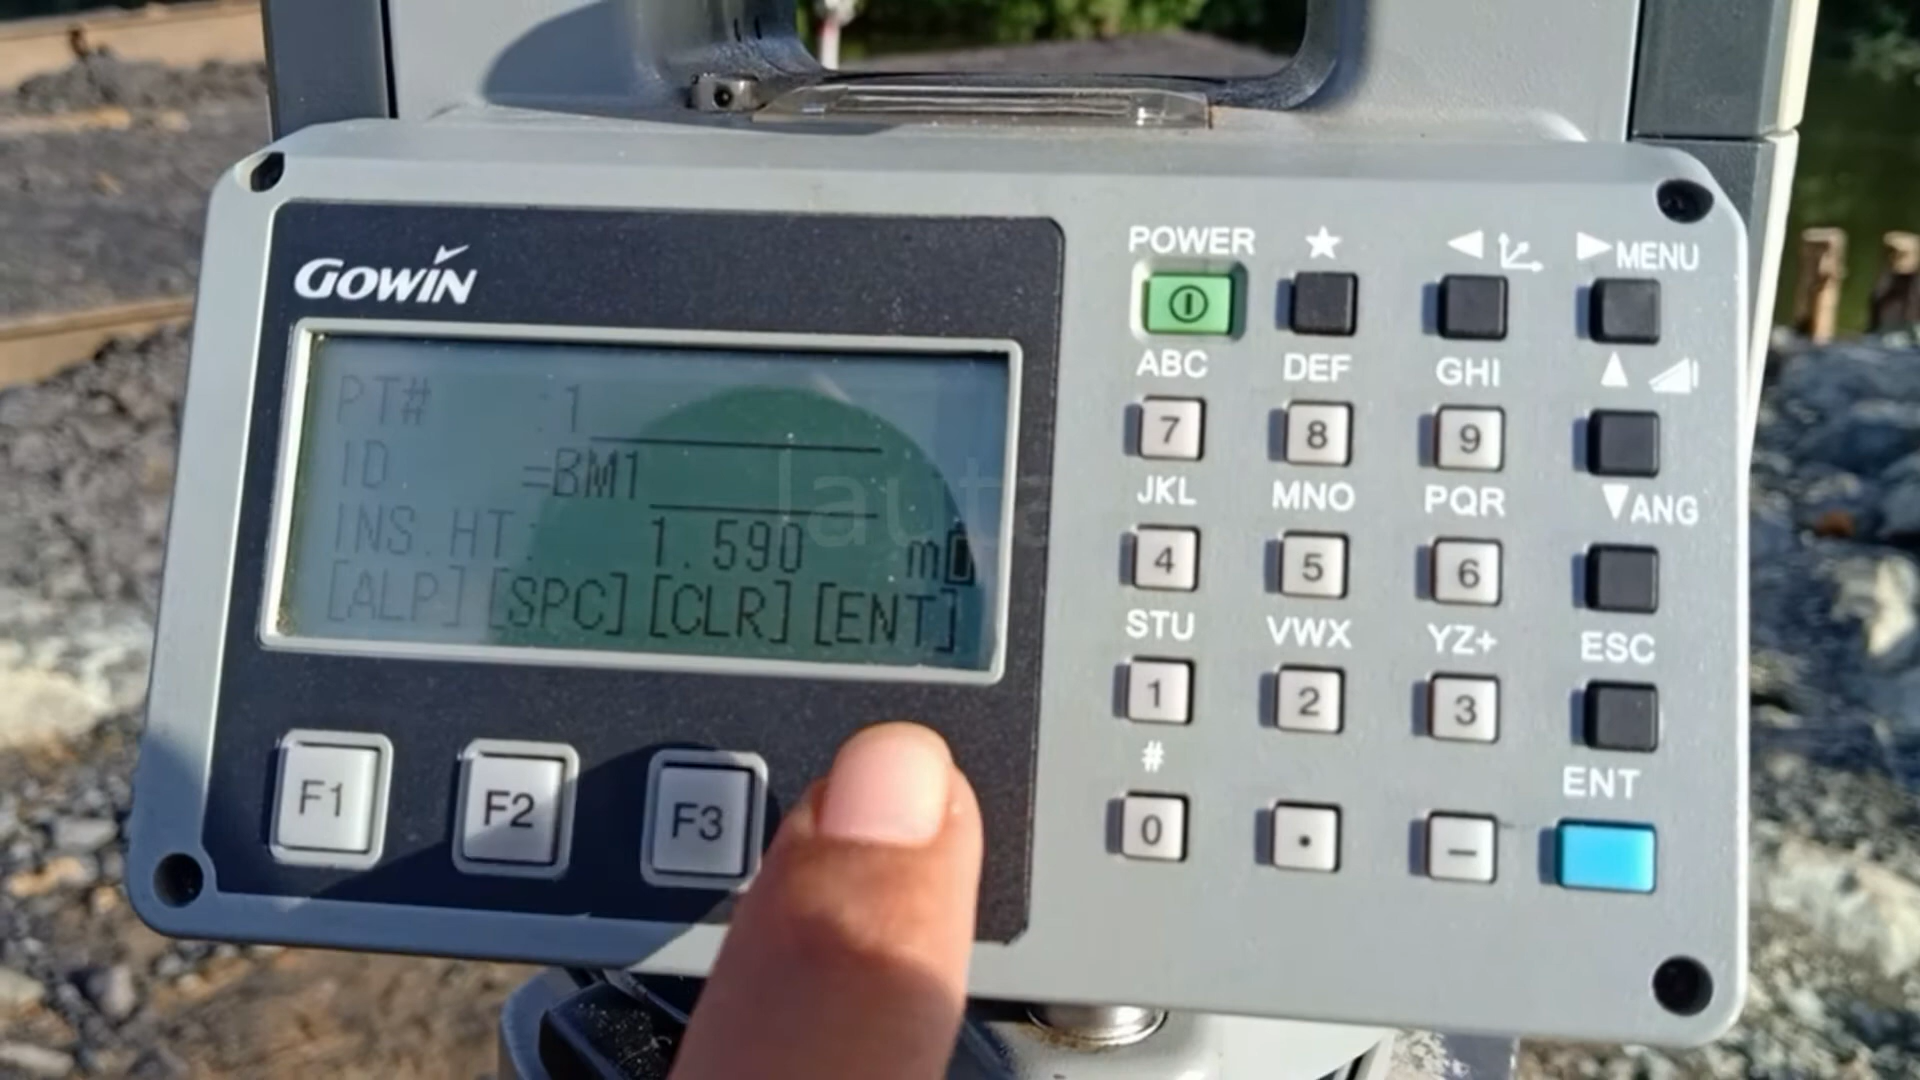 GOWIN
PT# :1
ID =BM1
INS.HT: 1.590 m
[ALP] [SPC] [CLR] [ENT]
F1 F2 F3
POWER ★ ◀ ▶MENU
ABC DEF GHI ▲
7 8 9
JKL MNO PQR ▼ANG
4 5 6
STU VWX YZ+ ESC
1 2 3
# ENT
0 . −